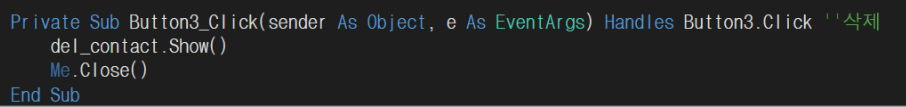 Private Sub Button3_Click(sender As Object, e As EventArgs) Handles Button3.Click ''삭제
    del_contact.Show()
    Me.Close()
End Sub